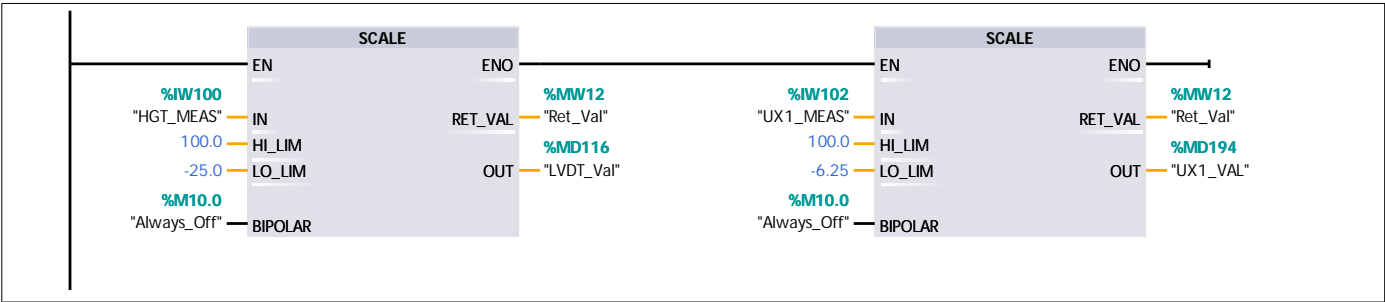 SCALE
EN
ENO
%IW100
"HGT_MEAS"
IN
100.0
HI_LIM
-25.0
LO_LIM
%M10.0
"Always_Off"
BIPOLAR
%MW12
RET_VAL
"Ret_Val"
%MD116
OUT
"LVDT_Val"
SCALE
EN
ENO
%IW102
"UX1_MEAS"
IN
100.0
HI_LIM
-6.25
LO_LIM
%M10.0
"Always_Off"
BIPOLAR
%MW12
RET_VAL
"Ret_Val"
%MD194
OUT
"UX1_VAL"